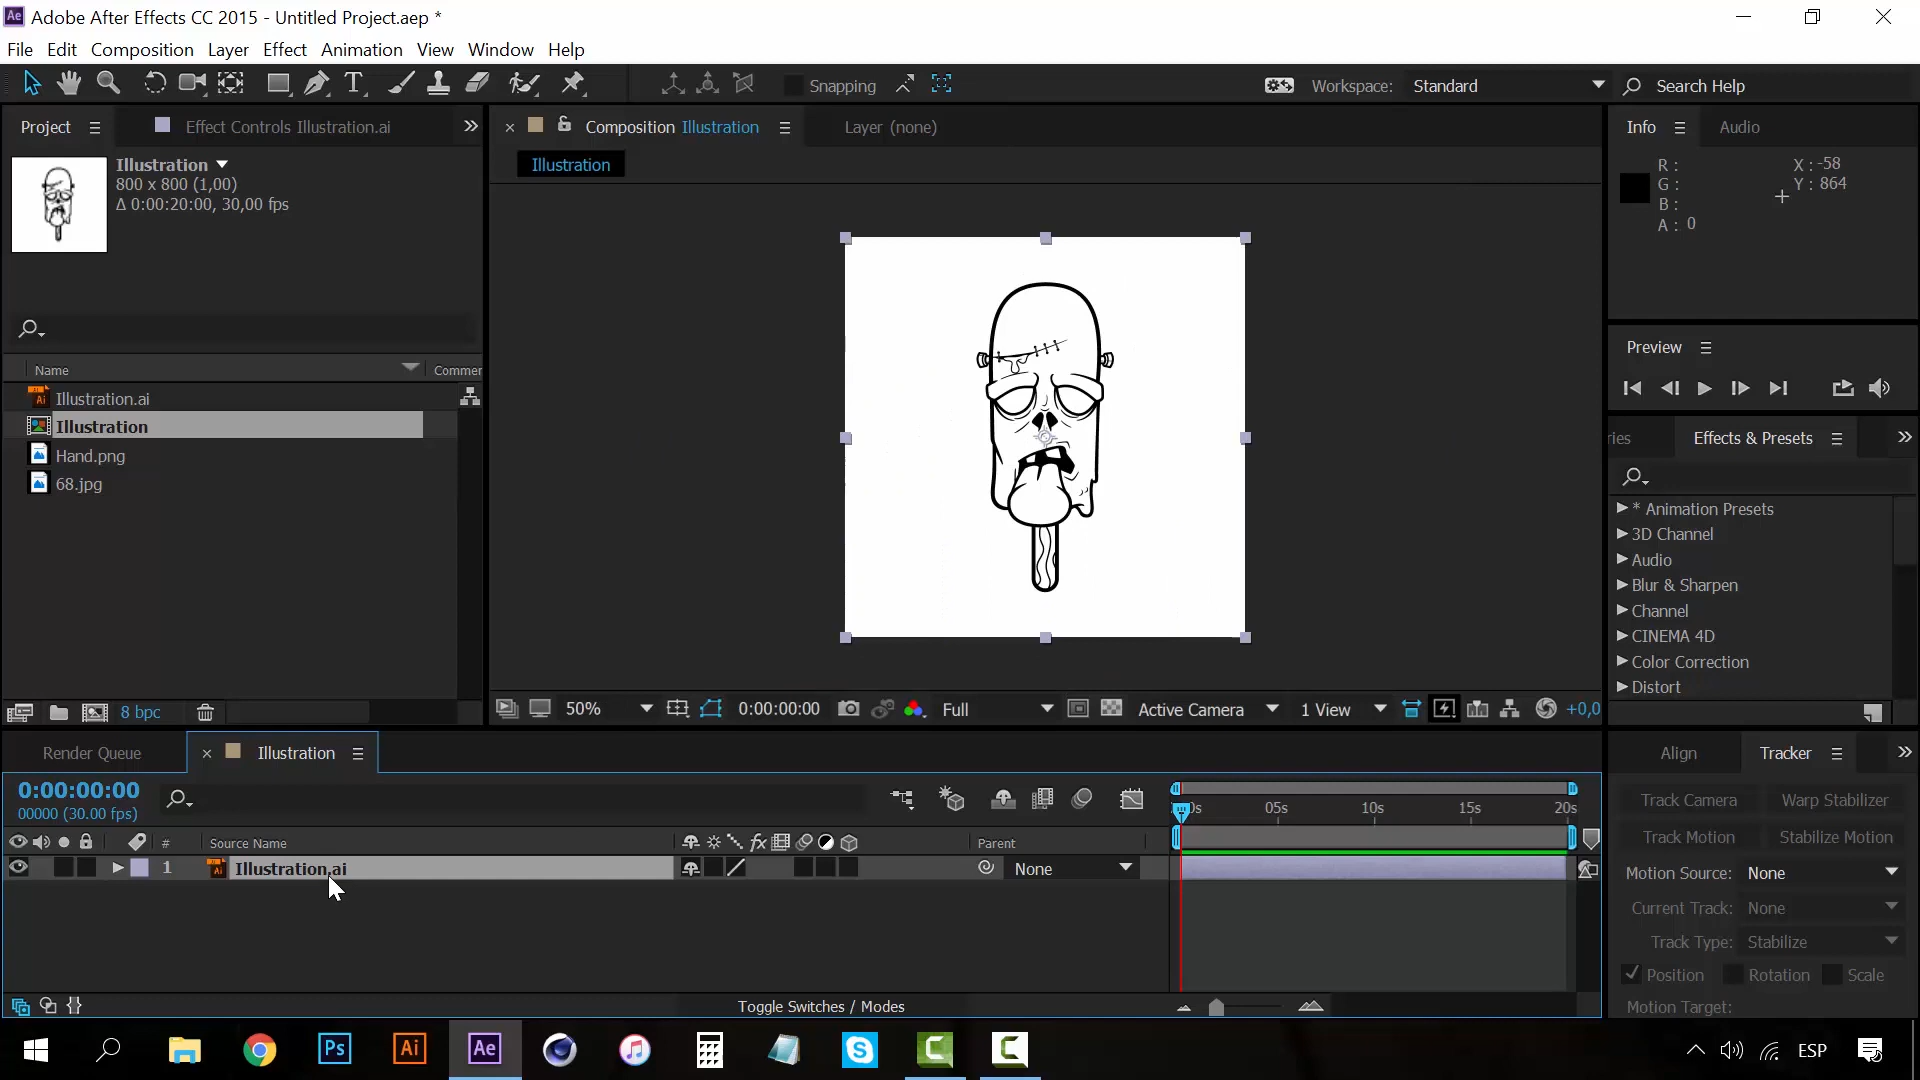 Ae Adobe After Effects CC 2015 - Untitled Project.aep *
File Edit Composition Layer Effect Animation View Window Help
T Snapping Workspace: Standard Search Help
Project Effect Controls Illustration.ai
Composition Illustration Layer (none)
Info Audio
Illustration
800 x 800 (1,00)
Δ 0:00:20:00, 30,00 fps
Illustration
R :
G :
B :
A : 0
X : -58
Y : 864
Preview
Name Commer
Illustration.ai
Illustration
Hand.png
68.jpg
ries Effects & Presets
* Animation Presets
3D Channel
Audio
Blur & Sharpen
Channel
CINEMA 4D
Color Correction
Distort
8 bpc
50% 0:00:00:00 Full Active Camera 1 View +0,0
Render Queue Illustration
Align Tracker
0:00:00:00
00000 (30.00 fps)
0s 05s 10s 15s 20s
# Source Name fx Parent
1 Ai Illustration.ai None
Track Camera Warp Stabilizer
Track Motion Stabilize Motion
Motion Source: None
Current Track: None
Track Type: Stabilize
Position Rotation Scale
Motion Target:
Toggle Switches / Modes
Ps Ai Ae ESP